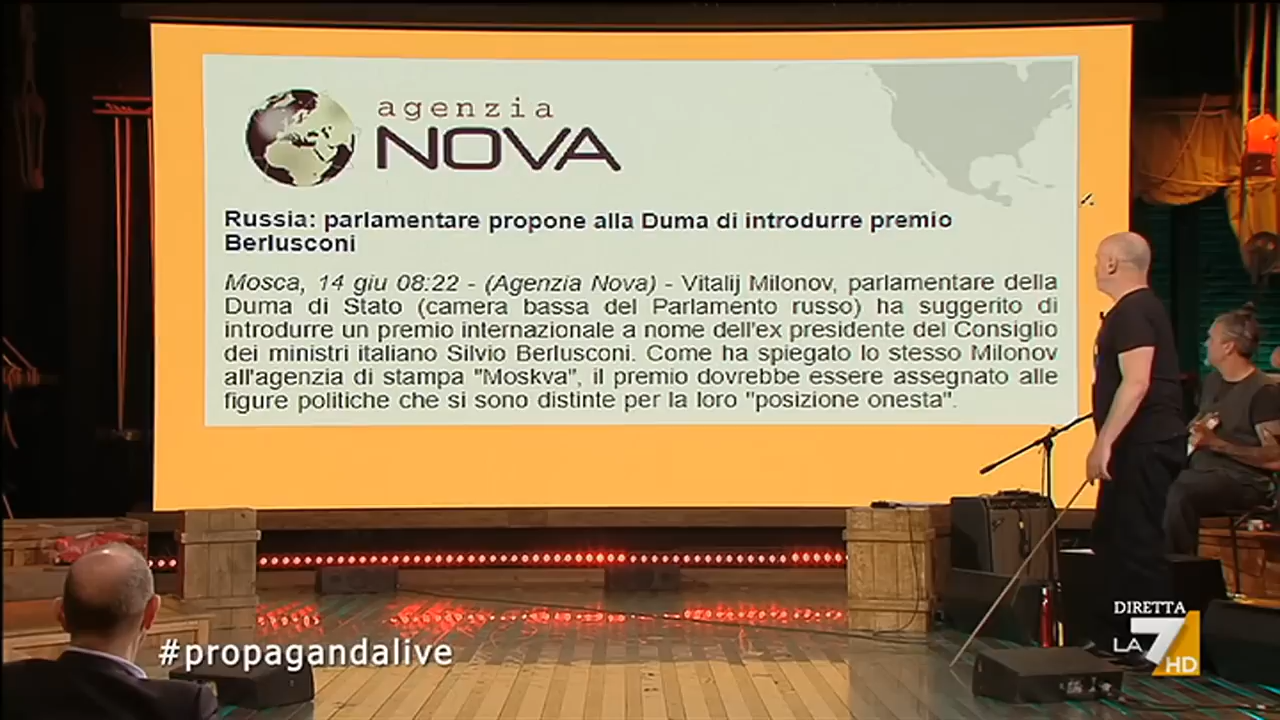 agenzia
NOVA
Russia: parlamentare propone alla Duma di introdurre premio
Berlusconi
Mosca, 14 giu 08:22 - (Agenzia Nova) - Vitalij Milonov, parlamentare della
Duma di Stato (camera bassa del Parlamento russo) ha suggerito di
introdurre un premio internazionale a nome dell'ex presidente del Consiglio
dei ministri italiano Silvio Berlusconi. Come ha spiegato lo stesso Milonov
all'agenzia di stampa "Moskva", il premio dovrebbe essere assegnato alle
figure politiche che si sono distinte per la loro "posizione onesta".
#propagandalive
DIRETTA
LA 7 HD